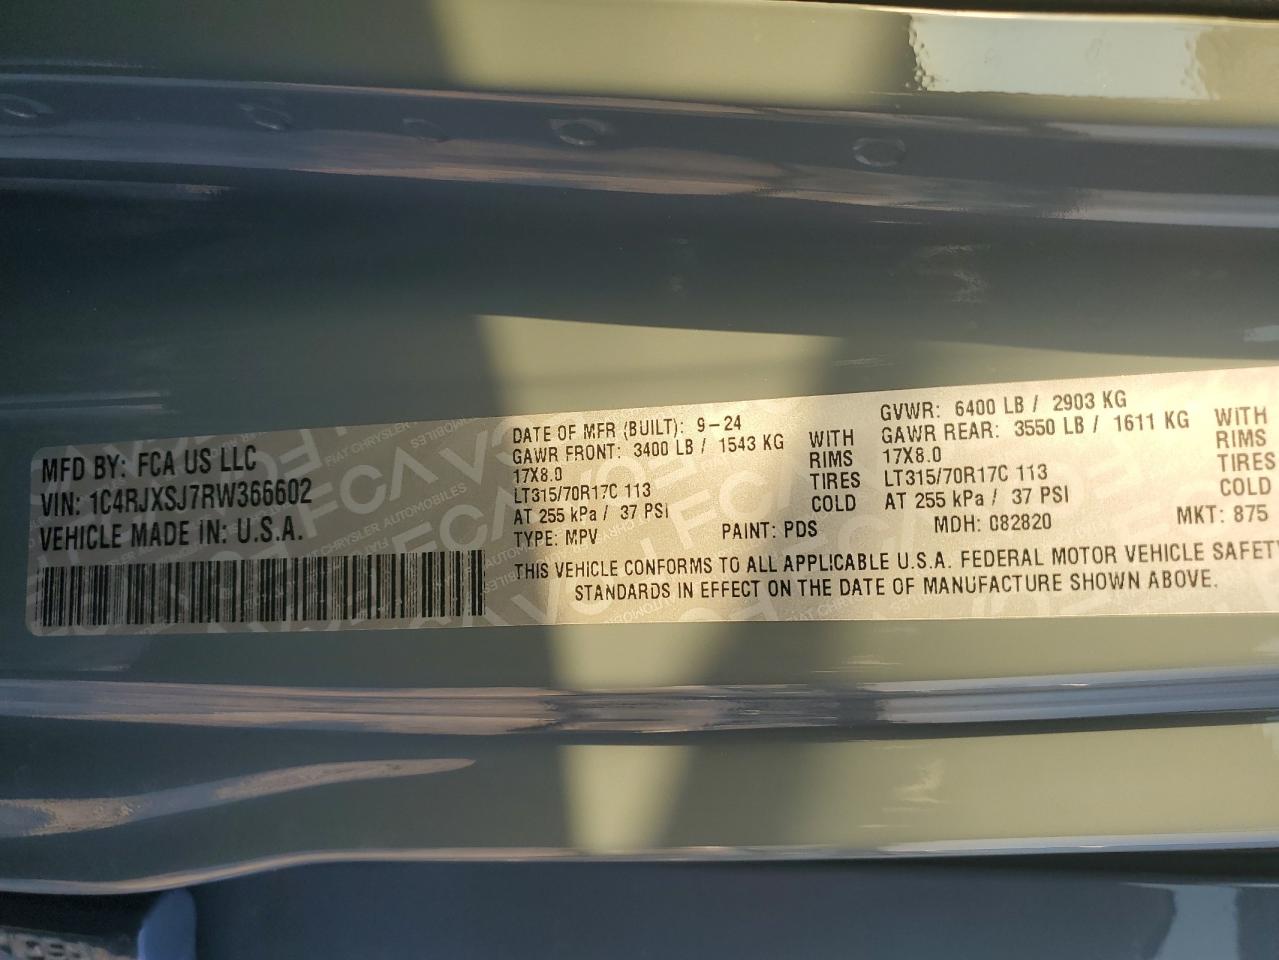 MFD BY: FCA US LLC
VIN: 1C4RJXSJ7RW366602
VEHICLE MADE IN: U.S.A.
DATE OF MFR (BUILT): 9-24
GAWR FRONT: 3400 LB / 1543 KG WITH
17X8.0 RIMS
LT315/70R17C 113 TIRES
AT 255 kPa / 37 PSI COLD
TYPE: MPV PAINT: PDS
GVWR: 6400 LB / 2903 KG
GAWR REAR: 3550 LB / 1611 KG WITH
17X8.0 RIMS
LT315/70R17C 113 TIRES
AT 255 kPa / 37 PSI COLD
MDH: 082820 MKT: 875
THIS VEHICLE CONFORMS TO ALL APPLICABLE U.S.A. FEDERAL MOTOR VEHICLE SAFET
STANDARDS IN EFFECT ON THE DATE OF MANUFACTURE SHOWN ABOVE.